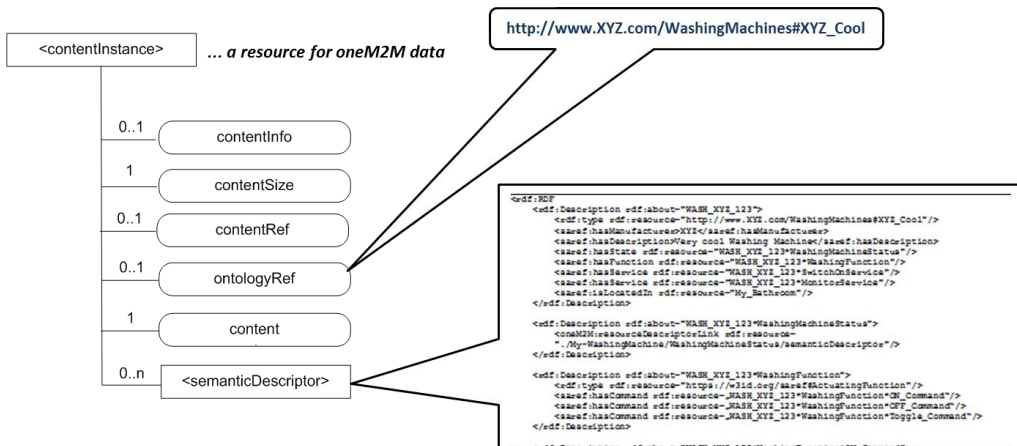 http://www.XYZ.com/WashingMachines#XYZ_Cool
<contentInstance>
... a resource for oneM2M data
0..1
contentInfo
1
contentSize
0..1
contentRef
0..1
ontologyRef
1
content
0..n
<semanticDescriptor>
<rdf:RDF
<rdf:Description rdf:about="WASH_XYZ_123">
<rdf:type rdf:resource="http://www.XYZ.com/WashingMachines#XYZ_Cool"/>
<saref:hasManufacturer>XYZ</saref:hasManufacturer>
<saref:hasDescription>Very cool Washing Machine</saref:hasDescription>
<saref:hasState rdf:resource="WASH_XYZ_123*WashingMachineStatus"/>
<saref:hasFunction rdf:resource="WASH_XYZ_123*WashingFunction"/>
<saref:hasService rdf:resource="WASH_XYZ_123*SwitchOnService"/>
<saref:hasService rdf:resource="WASH_XYZ_123*MonitorService"/>
<saref:isLocatedIn rdf:resource="My_Bathroom"/>
</rdf:Description>
<rdf:Description rdf:about="WASH_XYZ_123*WashingMachineStatus">
<oneM2M:resourceDescriptorLink rdf:resource-
"./My-WashingMachine/WashingMachineStatus/semanticDescriptor"/>
</rdf:Description>
<rdf:Description rdf:about="WASH_XYZ_123*WashingFunction">
<rdf:type rdf:resource="https://w3id.org/saref#ActuatingFunction"/>
<saref:hasCommand rdf:resource=„WASH_XYZ_123*WashingFunction*ON_Command"/>
<saref:hasCommand rdf:resource=„WASH_XYZ_123*WashingFunction*OFF_Command"/>
<saref:hasCommand rdf:resource=„WASH_XYZ_123*WashingFunction*Toggle_Command"/>
</rdf:Description>